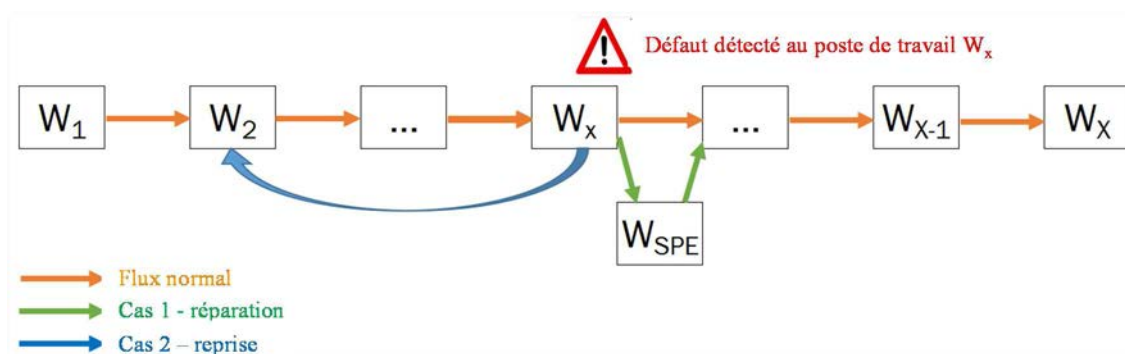 Défaut détecté au poste de travail Wx
W1
W2
...
Wx
...
WX-1
WX
WSPE
Flux normal
Cas 1 - réparation
Cas 2 – reprise